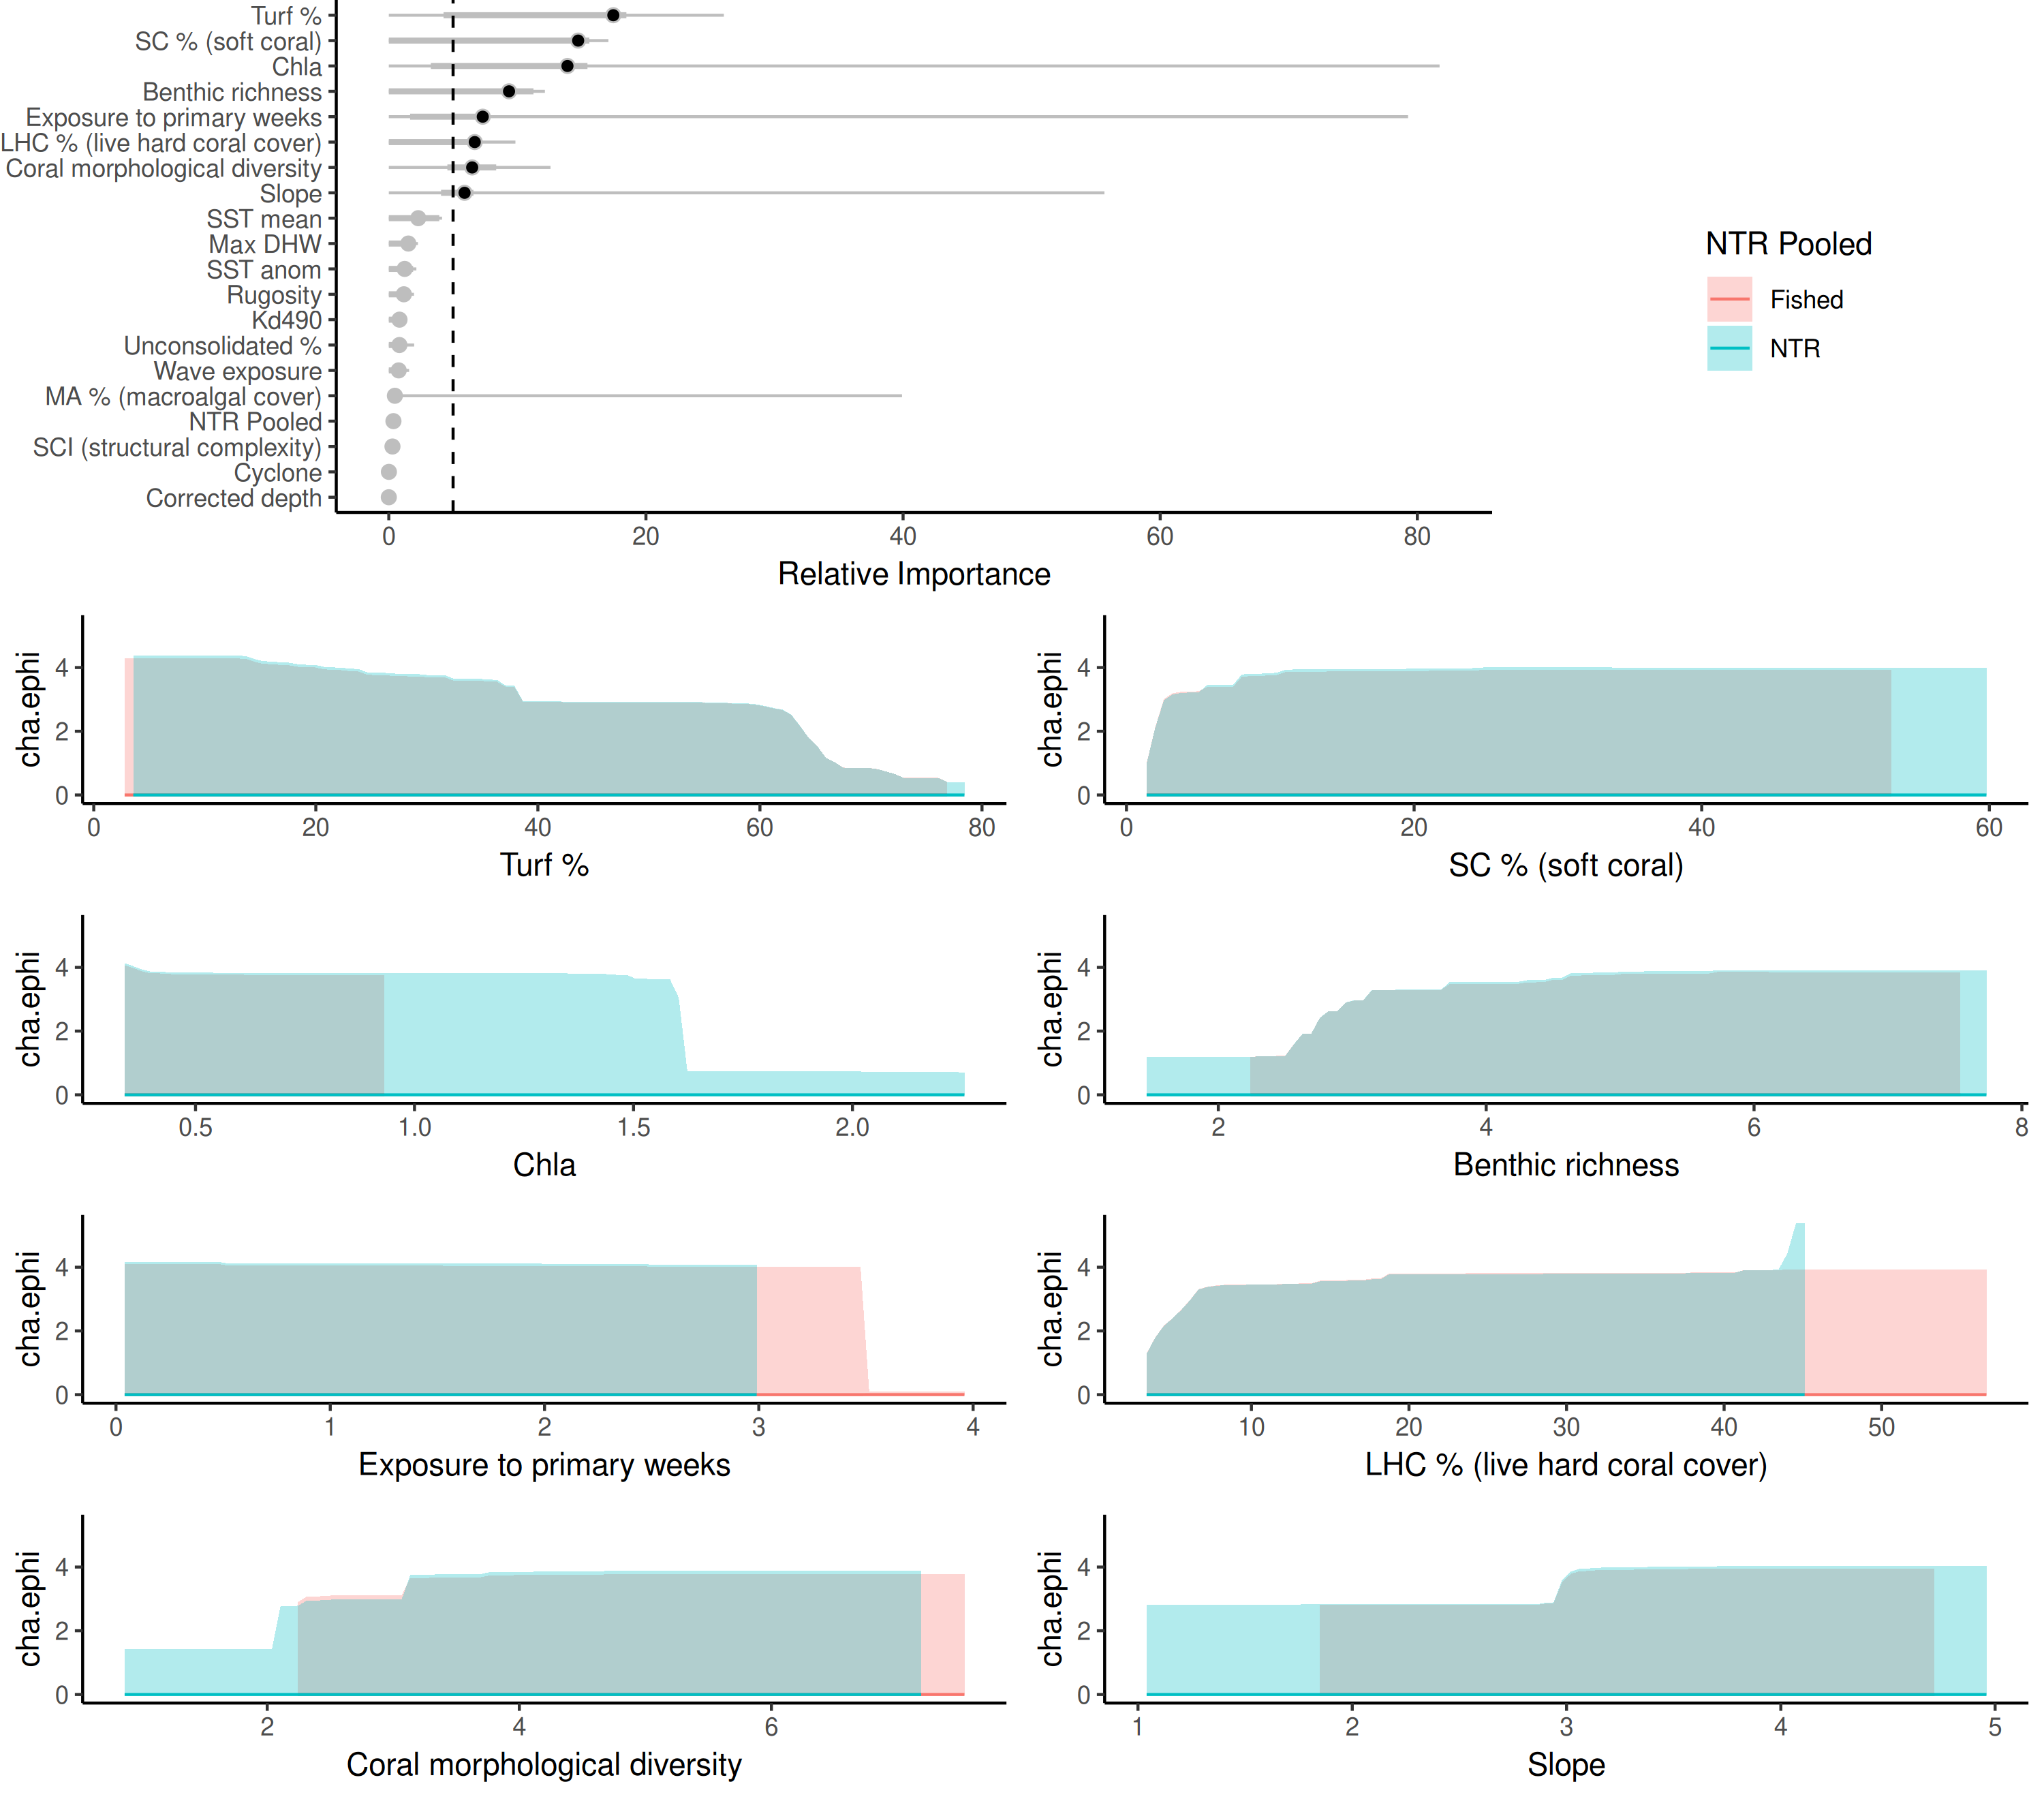 Turf %
SC % (soft coral)
Chla
Benthic richness
Exposure to primary weeks
LHC % (live hard coral cover)
Coral morphological diversity
Slope
SST mean
Max DHW
SST anom
Rugosity
Kd490
Unconsolidated %
Wave exposure
MA % (macroalgal cover)
NTR Pooled
SCI (structural complexity)
Cyclone
Corrected depth
0 20 40 60 80
Relative Importance
NTR Pooled
Fished
NTR
cha.ephi
4
2
0
0 20 40 60 80
Turf %
cha.ephi
4
2
0
0 20 40 60
SC % (soft coral)
cha.ephi
4
2
0
0.5 1.0 1.5 2.0
Chla
cha.ephi
4
2
0
2 4 6 8
Benthic richness
cha.ephi
4
2
0
0 1 2 3 4
Exposure to primary weeks
cha.ephi
4
2
0
10 20 30 40 50
LHC % (live hard coral cover)
cha.ephi
4
2
0
2 4 6
Coral morphological diversity
cha.ephi
4
2
0
1 2 3 4 5
Slope